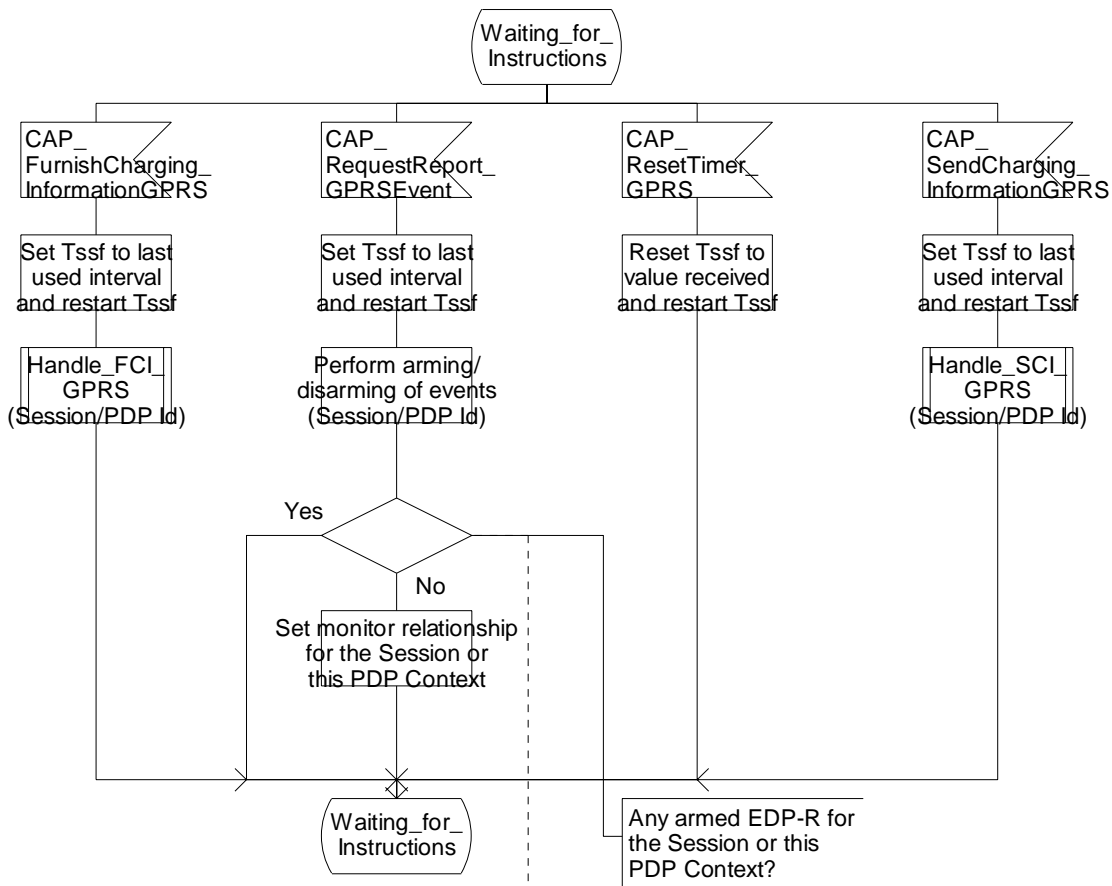 Waiting_for_
Instructions
CAP_
FurnishCharging_
InformationGPRS
CAP_
RequestReport_
GPRSEvent
CAP_
ResetTimer_
GPRS
CAP_
SendCharging_
InformationGPRS
Set Tssf to last
used interval
and restart Tssf
Set Tssf to last
used interval
and restart Tssf
Reset Tssf to
value received
and restart Tssf
Set Tssf to last
used interval
and restart Tssf
Handle_FCI_
GPRS
(Session/PDP Id)
Perform arming/
disarming of events
(Session/PDP Id)
Handle_SCI_
GPRS
(Session/PDP Id)
Yes
No
Set monitor relationship
for the Session or
this PDP Context
Waiting_for_
Instructions
Any armed EDP-R for
the Session or this
PDP Context?